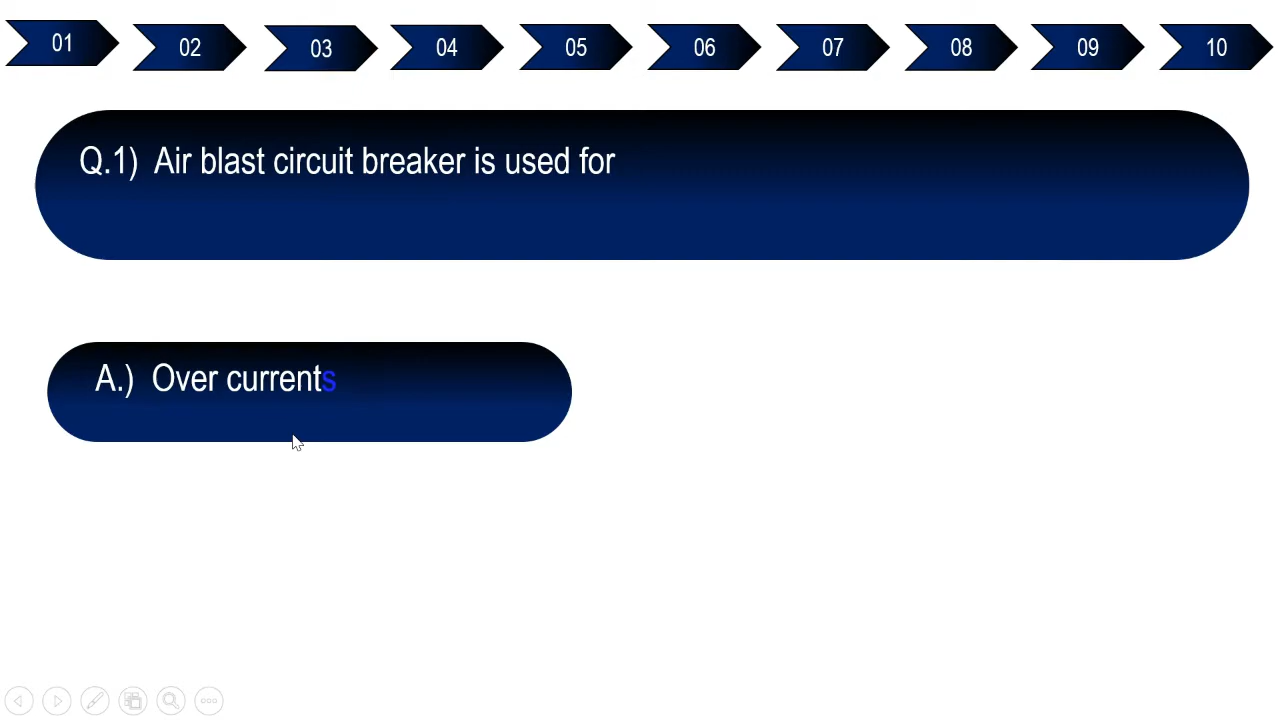 01 02 03 04 05 06 07 08 09 10
Q.1) Air blast circuit breaker is used for
A.) Over currents